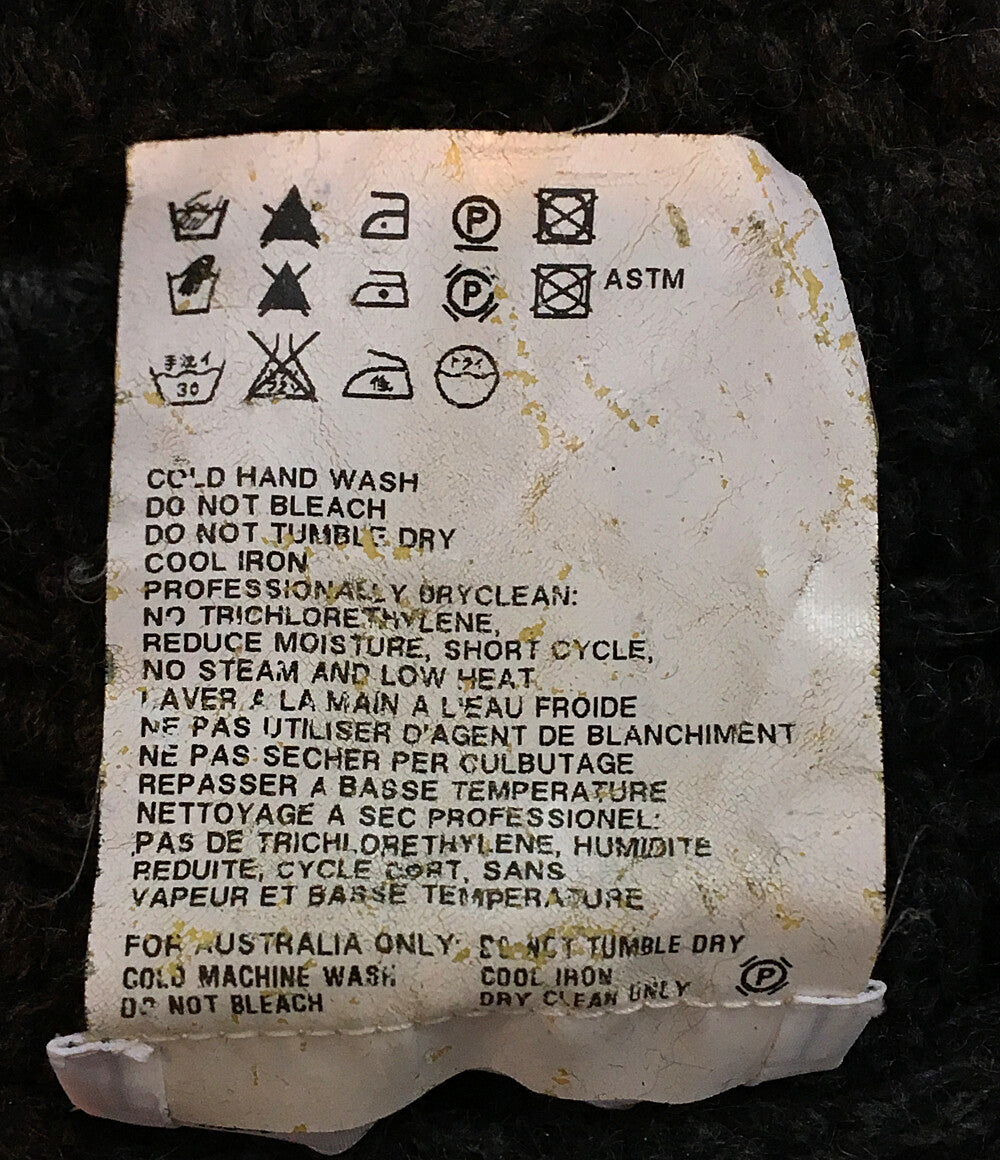 P
P ASTM
手洗イ
30
ドライ
COLD HAND WASH
DO NOT BLEACH
DO NOT TUMBLE DRY
COOL IRON
PROFESSIONALLY DRYCLEAN:
NO TRICHLORETHYLENE,
REDUCE MOISTURE, SHORT CYCLE,
NO STEAM AND LOW HEAT
LAVER A LA MAIN A L'EAU FROIDE
NE PAS UTILISER D'AGENT DE BLANCHIMENT
NE PAS SECHER PER CULBUTAGE
REPASSER A BASSE TEMPERATURE
NETTOYAGE A SEC PROFESSIONEL:
PAS DE TRICHLORETHYLENE, HUMIDITE
REDUITE, CYCLE CORT, SANS
VAPEUR ET BASSE TEMPERATURE
FOR AUSTRALIA ONLY:
COLD MACHINE WASH
DO NOT BLEACH
DO NOT TUMBLE DRY
COOL IRON
DRY CLEAN ONLY
P